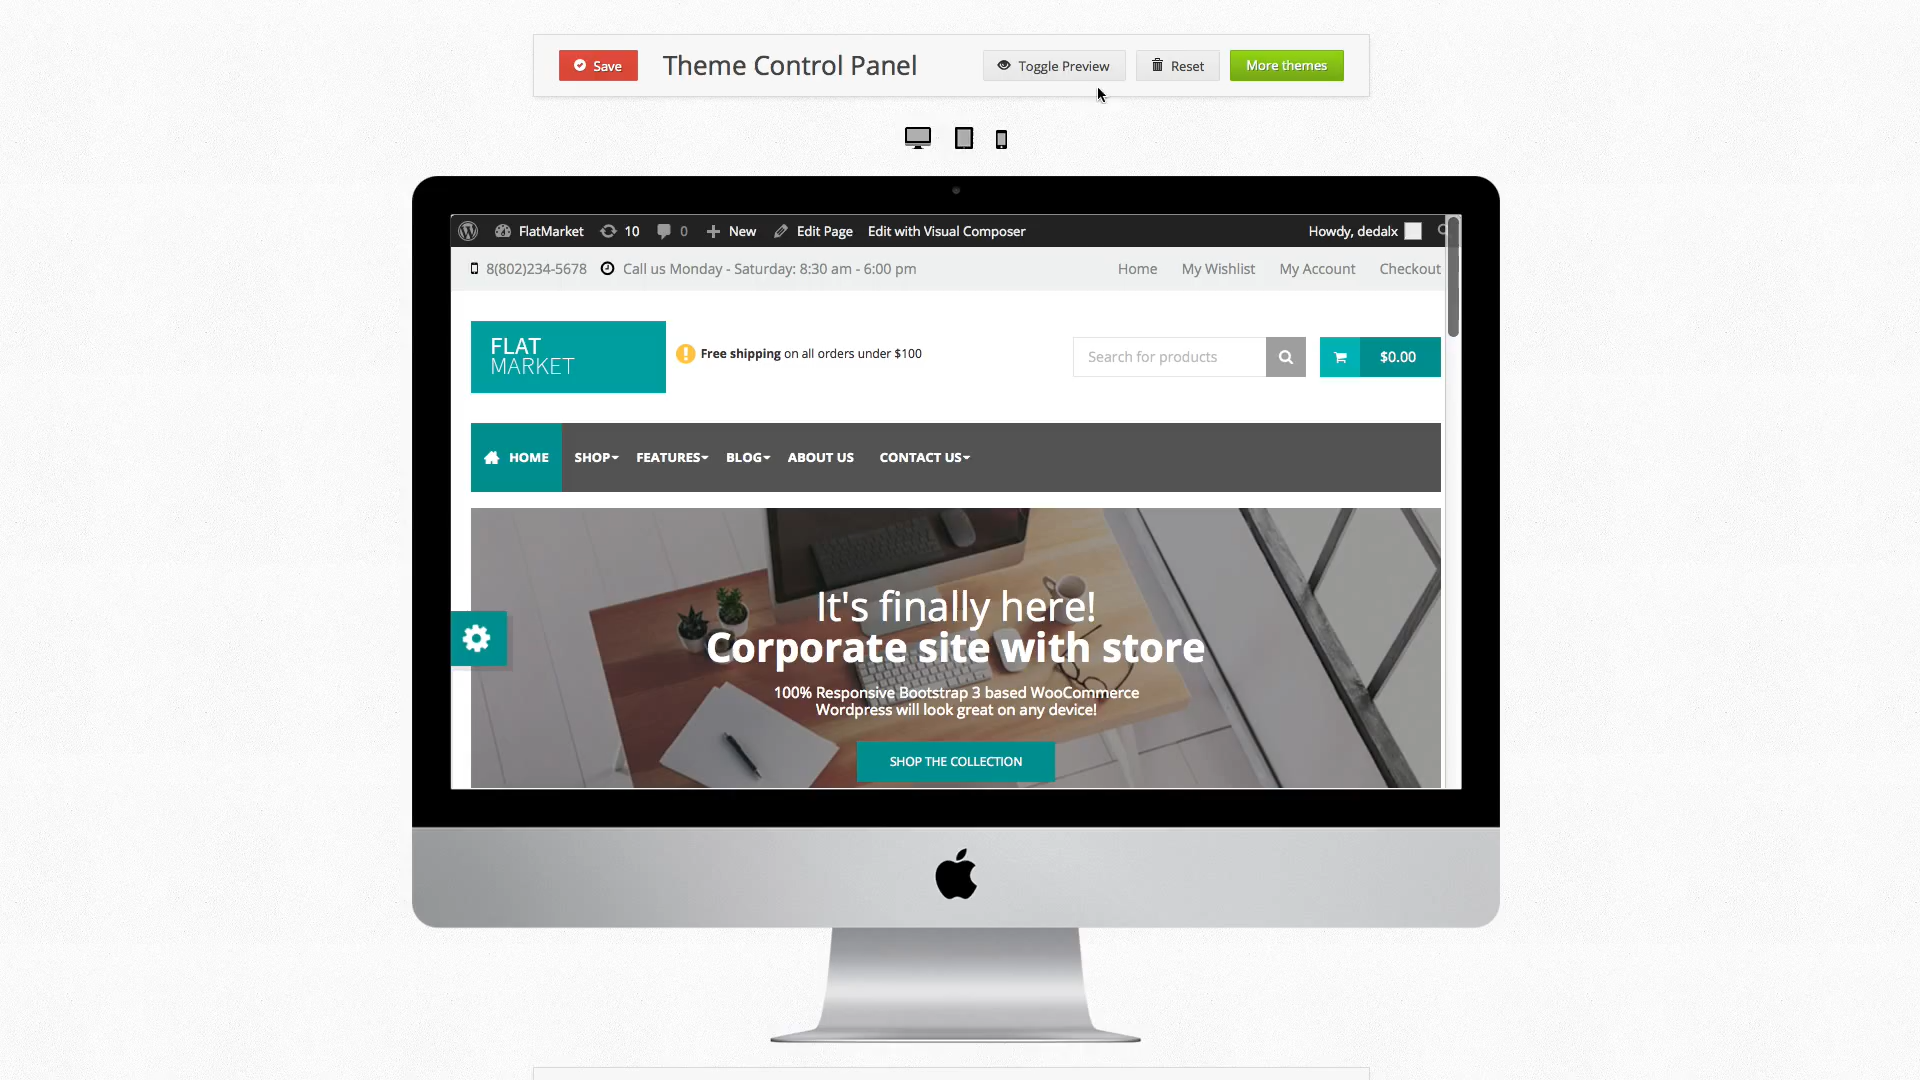 Save
Theme Control Panel
Toggle Preview
Reset
More themes
FlatMarket 10 0 New Edit Page Edit with Visual Composer Howdy, dedalx
8(802)234-5678 Call us Monday - Saturday: 8:30 am - 6:00 pm Home My Wishlist My Account Checkout
FLAT
MARKET
Free shipping on all orders under $100
Search for products
$0.00
HOME SHOP FEATURES BLOG ABOUT US CONTACT US
It's finally here!
Corporate site with store
100% Responsive Bootstrap 3 based WooCommerce
Wordpress will look great on any device!
SHOP THE COLLECTION